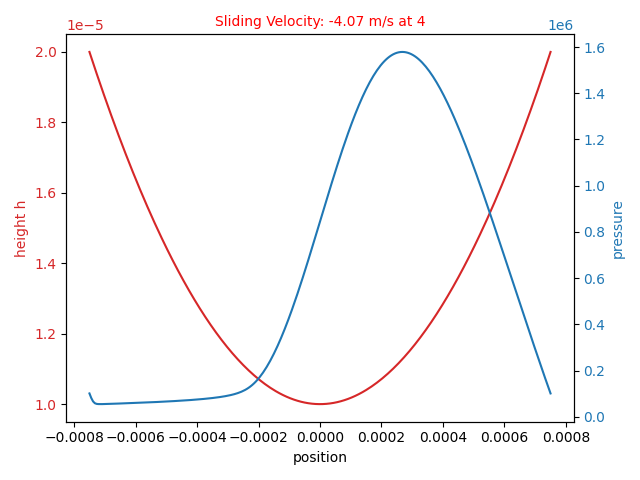 Sliding Velocity: -4.07 m/s at 4
1e−5
1e6
2.0
1.8
1.6
1.4
1.2
1.0
height h
1.6
1.4
1.2
1.0
0.8
0.6
0.4
0.2
0.0
pressure
−0.0008 −0.0006 −0.0004 −0.0002 0.0000 0.0002 0.0004 0.0006 0.0008
position